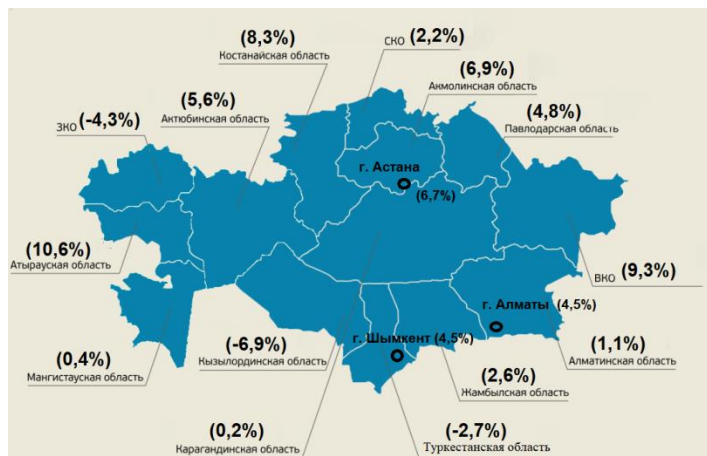 (8,3%)
Костанайская область
СКО (2,2%)
(6,9%)
Акмолинская область
(5,6%)
Актюбинская область
(4,8%)
Павлодарская область
ЗКО (-4,3%)
г. Астана
(6,7%)
(10,6%)
Атырауская область
ВКО (9,3%)
г. Алматы (4,5%)
г. Шымкент (4,5%)
(0,4%)
Мангистауская область
(-6,9%)
Кызылординская область
(1,1%)
Алматинская область
(2,6%)
Жамбылская область
(0,2%)
Карагандинская область
(-2,7%)
Туркестанская область